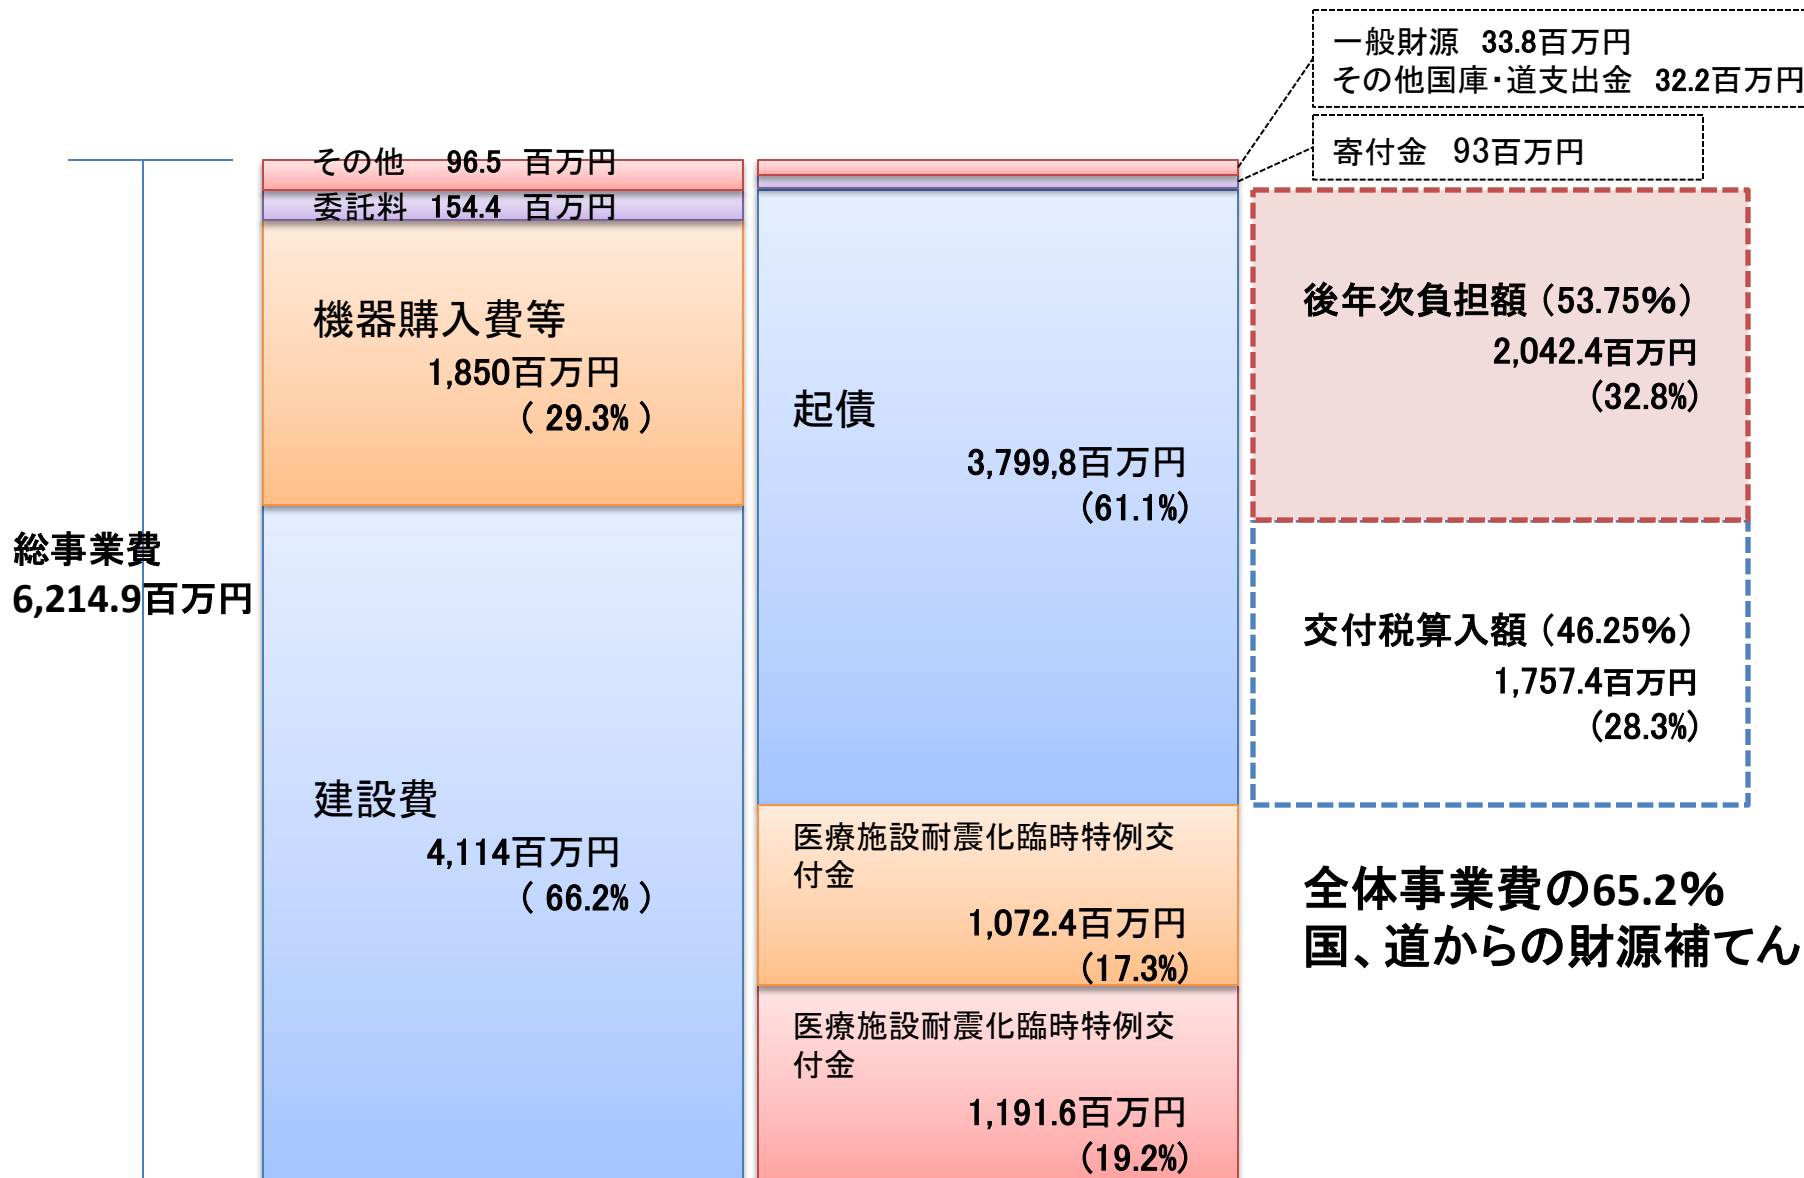 一般財源　33.8百万円
その他国庫・道支出金　32.2百万円
寄付金　93百万円
その他　96.5　百万円
委託料　154.4　百万円
機器購入費等
1,850百万円
（ 29.3% ）
建設費
4,114百万円
（ 66.2% ）
総事業費
6,214.9百万円
起債
3,799,8百万円
(61.1%)
医療施設耐震化臨時特例交
付金
1,072.4百万円
(17.3%)
医療施設耐震化臨時特例交
付金
1,191.6百万円
(19.2%)
後年次負担額（53.75%）
2,042.4百万円
(32.8%)
交付税算入額（46.25%）
1,757.4百万円
(28.3%)
全体事業費の65.2%
国、道からの財源補てん